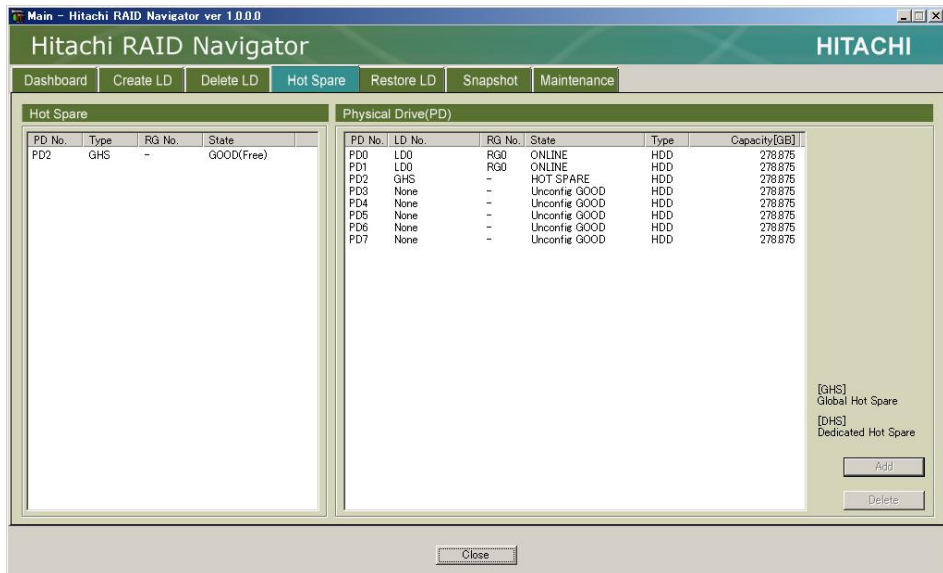 Main - Hitachi RAID Navigator ver 1.0.0.0
Hitachi RAID Navigator
HITACHI
Dashboard Create LD Delete LD Hot Spare Restore LD Snapshot Maintenance
Hot Spare
PD No. Type RG No. State
PD2 GHS - GOOD(Free)
Physical Drive(PD)
PD No. LD No. RG No. State Type Capacity[GB]
PD0 LD0 RG0 ONLINE HDD 278.875
PD1 LD0 RG0 ONLINE HDD 278.875
PD2 GHS - HOT SPARE HDD 278.875
PD3 None - Unconfig GOOD HDD 278.875
PD4 None - Unconfig GOOD HDD 278.875
PD5 None - Unconfig GOOD HDD 278.875
PD6 None - Unconfig GOOD HDD 278.875
PD7 None - Unconfig GOOD HDD 278.875
[GHS]
Global Hot Spare
[DHS]
Dedicated Hot Spare
Add
Delete
Close